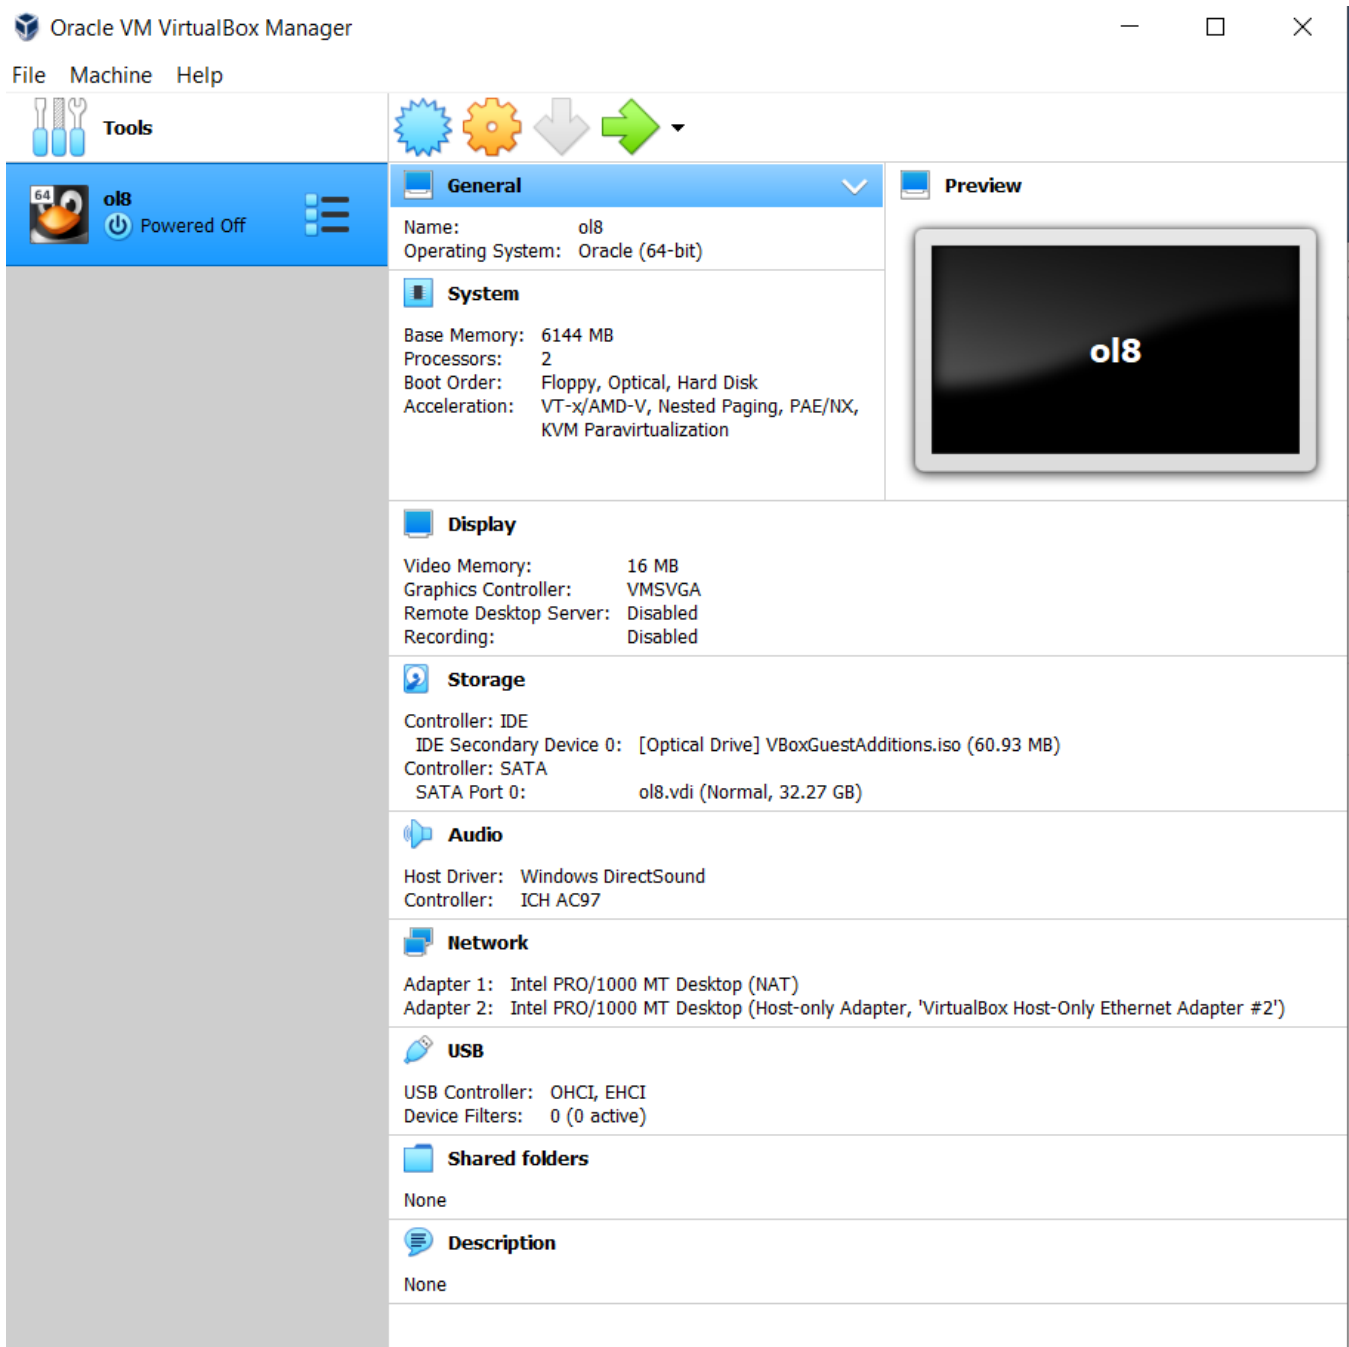 Oracle VM VirtualBox Manager
File Machine Help
Tools
64
ol8
Powered Off
General
Name: ol8
Operating System: Oracle (64-bit)
Preview
ol8
System
Base Memory: 6144 MB
Processors: 2
Boot Order: Floppy, Optical, Hard Disk
Acceleration: VT-x/AMD-V, Nested Paging, PAE/NX,
KVM Paravirtualization
Display
Video Memory: 16 MB
Graphics Controller: VMSVGA
Remote Desktop Server: Disabled
Recording: Disabled
Storage
Controller: IDE
IDE Secondary Device 0: [Optical Drive] VBoxGuestAdditions.iso (60.93 MB)
Controller: SATA
SATA Port 0: ol8.vdi (Normal, 32.27 GB)
Audio
Host Driver: Windows DirectSound
Controller: ICH AC97
Network
Adapter 1: Intel PRO/1000 MT Desktop (NAT)
Adapter 2: Intel PRO/1000 MT Desktop (Host-only Adapter, 'VirtualBox Host-Only Ethernet Adapter #2')
USB
USB Controller: OHCI, EHCI
Device Filters: 0 (0 active)
Shared folders
None
Description
None